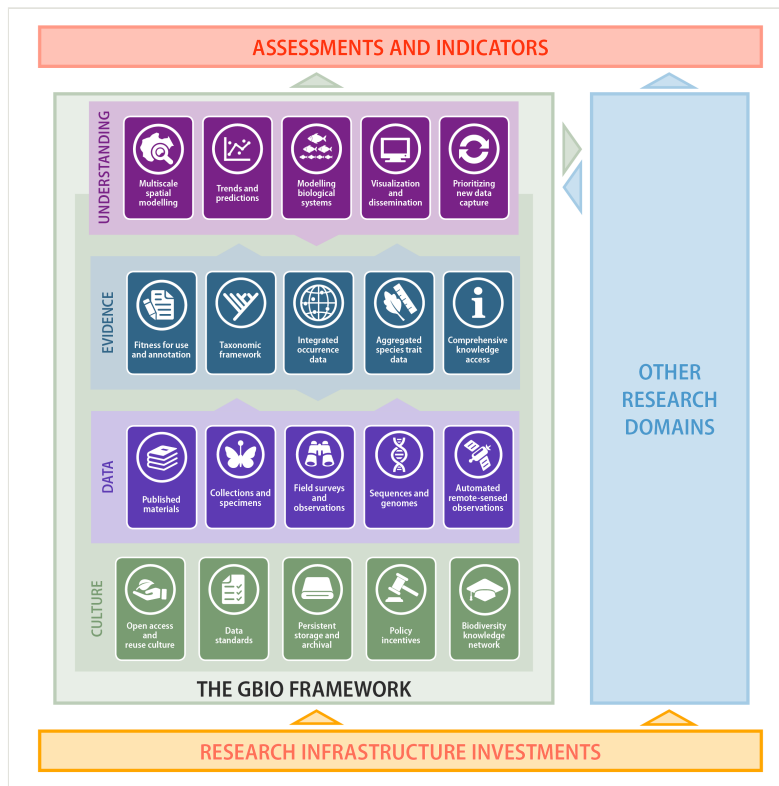 ASSESSMENTS AND INDICATORS
UNDERSTANDING
Multiscale
spatial
modelling
Trends and
predictions
Modelling
biological
systems
Visualization
and
dissemination
Prioritizing
new data
capture
EVIDENCE
Fitness for use
and annotation
Taxonomic
framework
Integrated
occurrence
data
Aggregated
species trait
data
Comprehensive
knowledge
access
DATA
Published
materials
Collections and
specimens
Field surveys
and
observations
Sequences and
genomes
Automated
remote-sensed
observations
CULTURE
Open access
and
reuse culture
Data
standards
Persistent
storage and
archival
Policy
incentives
Biodiversity
knowledge
network
THE GBIO FRAMEWORK
OTHER
RESEARCH
DOMAINS
RESEARCH INFRASTRUCTURE INVESTMENTS